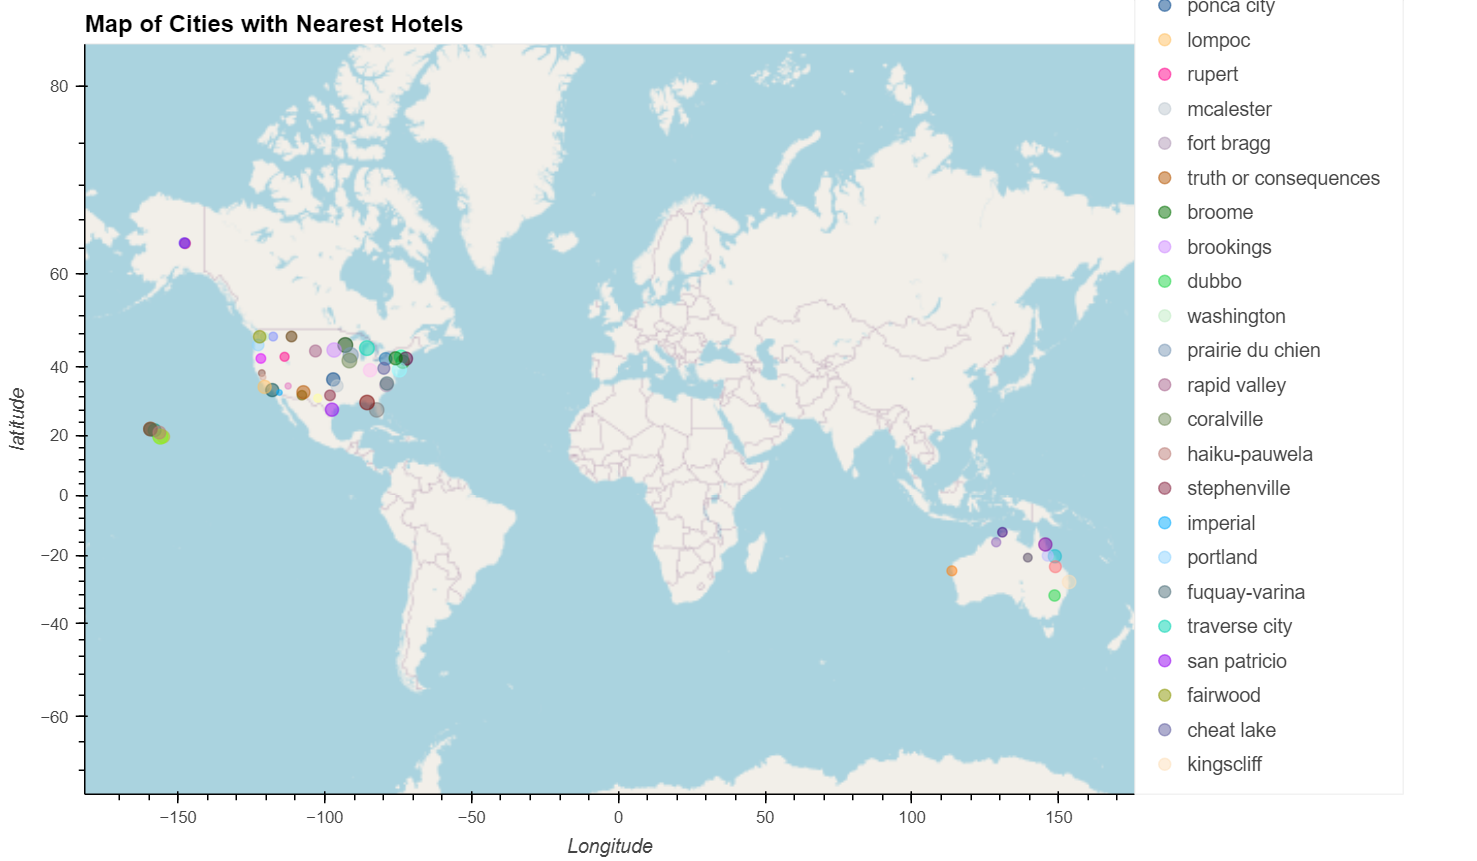 Map of Cities with Nearest Hotels
ponca city
lompoc
rupert
mcalester
fort bragg
truth or consequences
broome
brookings
dubbo
washington
prairie du chien
rapid valley
coralville
haiku-pauwela
stephenville
imperial
portland
fuquay-varina
traverse city
san patricio
fairwood
cheat lake
kingscliff
latitude
80
60
40
20
0
−20
−40
−60
−150
−100
−50
0
50
100
150
Longitude